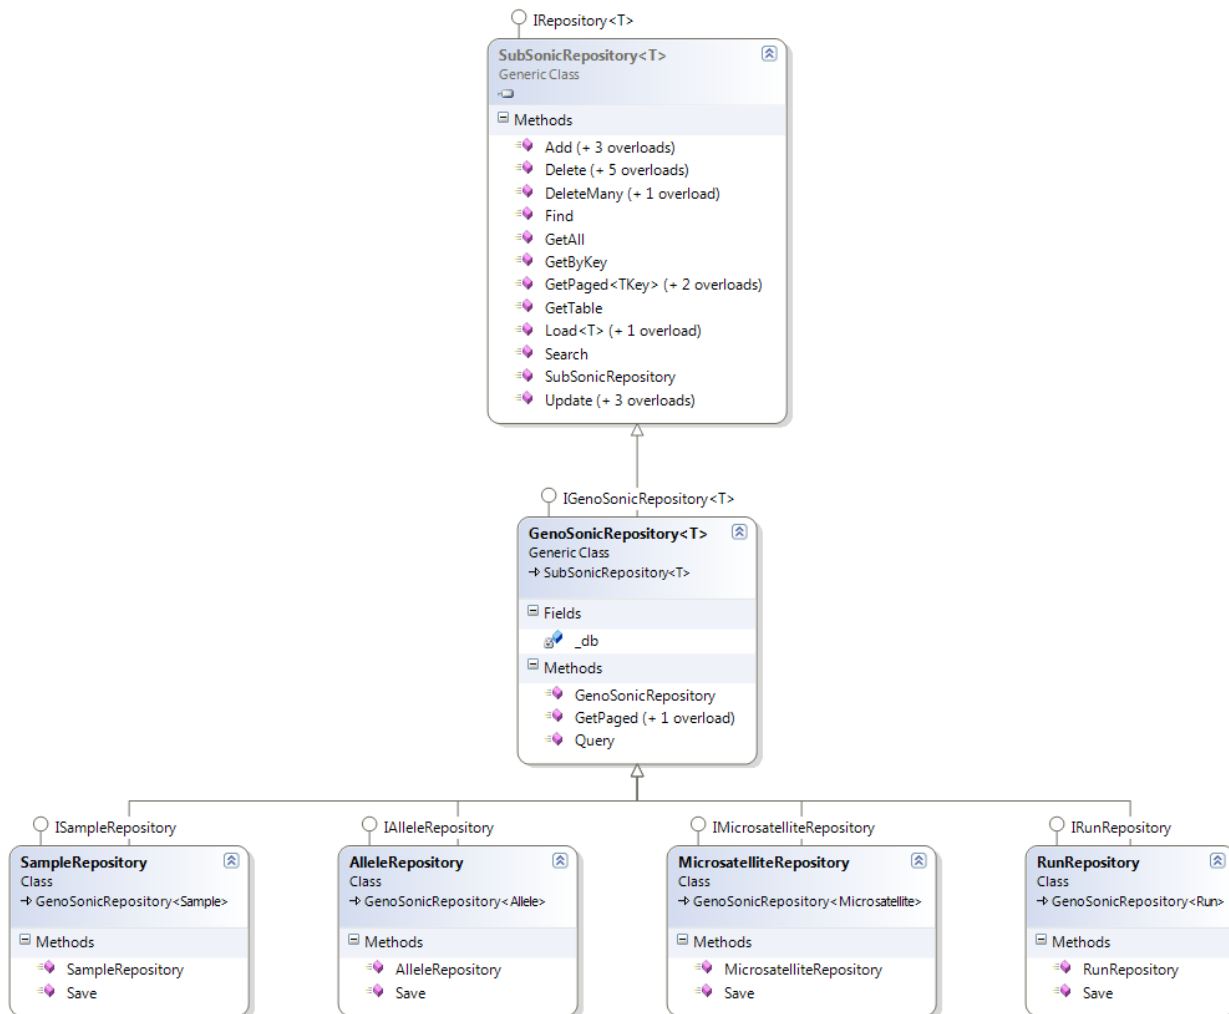 IRepository<T>
SubSonicRepository<T>
Generic Class
Methods
Add (+ 3 overloads)
Delete (+ 5 overloads)
DeleteMany (+ 1 overload)
Find
GetAll
GetByKey
GetPaged<TKey> (+ 2 overloads)
GetTable
Load<T> (+ 1 overload)
Search
SubSonicRepository
Update (+ 3 overloads)
IGenoSonicRepository<T>
GenoSonicRepository<T>
Generic Class
SubSonicRepository<T>
Fields
_db
Methods
GenoSonicRepository
GetPaged (+ 1 overload)
Query
ISampleRepository
SampleRepository
Class
GenoSonicRepository<Sample>
Methods
SampleRepository
Save
IAlleleRepository
AlleleRepository
Class
GenoSonicRepository<Allele>
Methods
AlleleRepository
Save
IMicrosatelliteRepository
MicrosatelliteRepository
Class
GenoSonicRepository<Microsatellite>
Methods
MicrosatelliteRepository
Save
IRunRepository
RunRepository
Class
GenoSonicRepository<Run>
Methods
RunRepository
Save